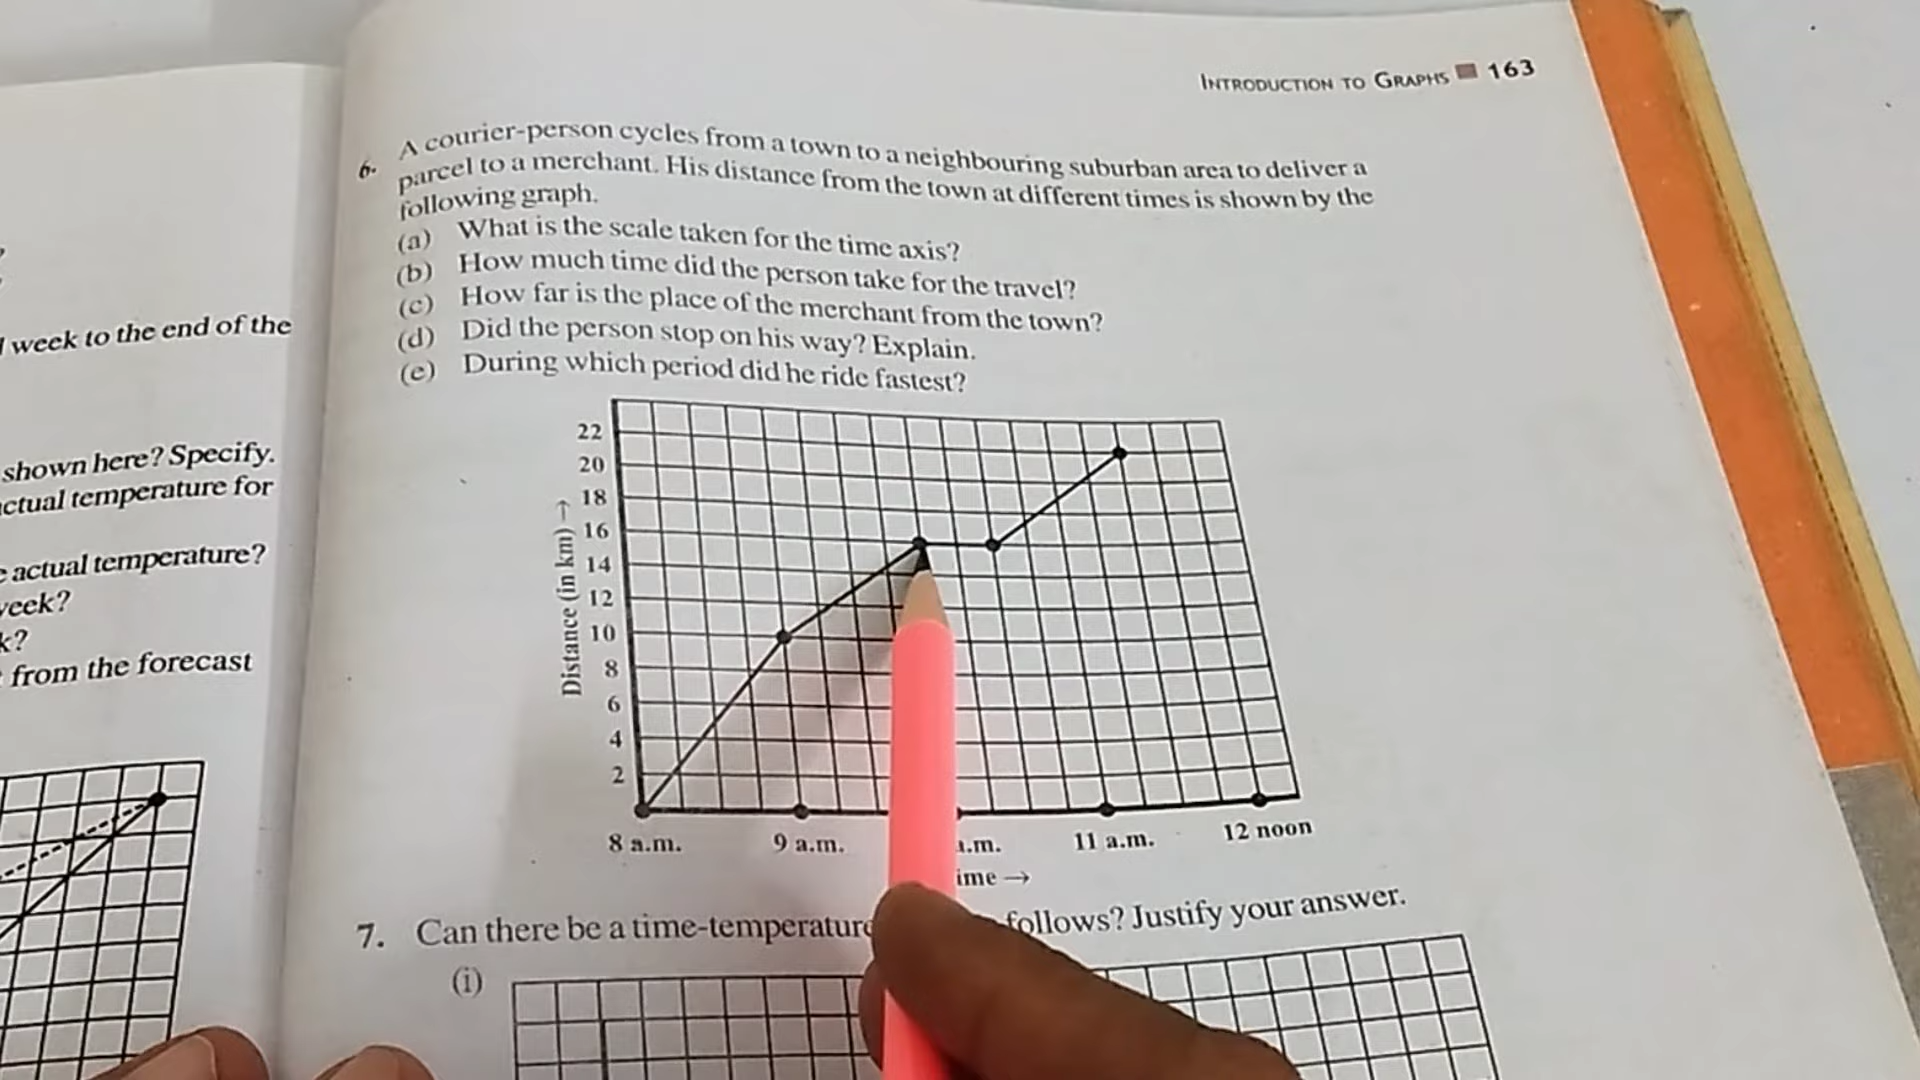 INTRODUCTION TO GRAPHS 163
6. A courier-person cycles from a town to a neighbouring suburban area to deliver a
parcel to a merchant. His distance from the town at different times is shown by the
following graph.
(a) What is the scale taken for the time axis?
(b) How much time did the person take for the travel?
(c) How far is the place of the merchant from the town?
(d) Did the person stop on his way? Explain.
(e) During which period did he ride fastest?
week to the end of the
shown here? Specify.
actual temperature for
actual temperature?
week?
k?
from the forecast
22
20
18
16
14
12
10
8
6
4
2
Distance (in km) →
8 a.m. 9 a.m. a.m. 11 a.m. 12 noon
ime →
7. Can there be a time-temperature follows? Justify your answer.
(i)